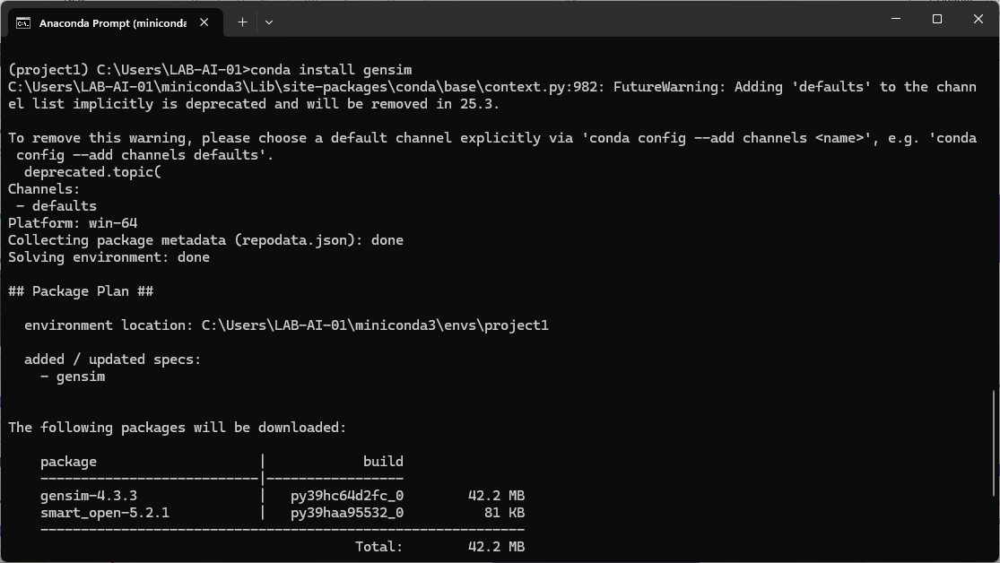 Anaconda Prompt (miniconda
(project1) C:\Users\LAB-AI-01>conda install gensim
C:\Users\LAB-AI-01\miniconda3\Lib\site-packages\conda\base\context.py:982: FutureWarning: Adding 'defaults' to the chann
el list implicitly is deprecated and will be removed in 25.3.
To remove this warning, please choose a default channel explicitly via 'conda config --add channels <name>', e.g. 'conda
 config --add channels defaults'.
  deprecated.topic(
Channels:
 - defaults
Platform: win-64
Collecting package metadata (repodata.json): done
Solving environment: done
## Package Plan ##
  environment location: C:\Users\LAB-AI-01\miniconda3\envs\project1
  added / updated specs:
    - gensim
The following packages will be downloaded:
    package                    |            build
    ---------------------------|-----------------
    gensim-4.3.3               |   py39hc64d2fc_0        42.2 MB
    smart_open-5.2.1           |   py39haa95532_0          81 KB
    ------------------------------------------------------------
                                           Total:        42.2 MB